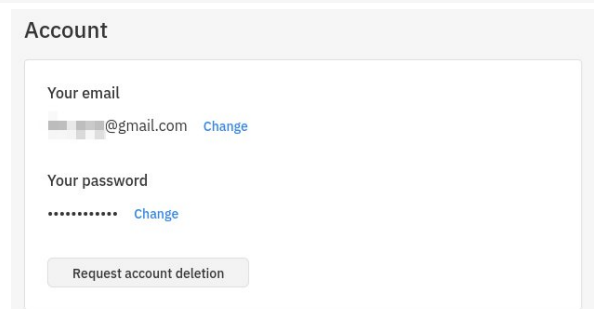 Account
Your email
@gmail.com Change
Your password
•••••••••••• Change
Request account deletion